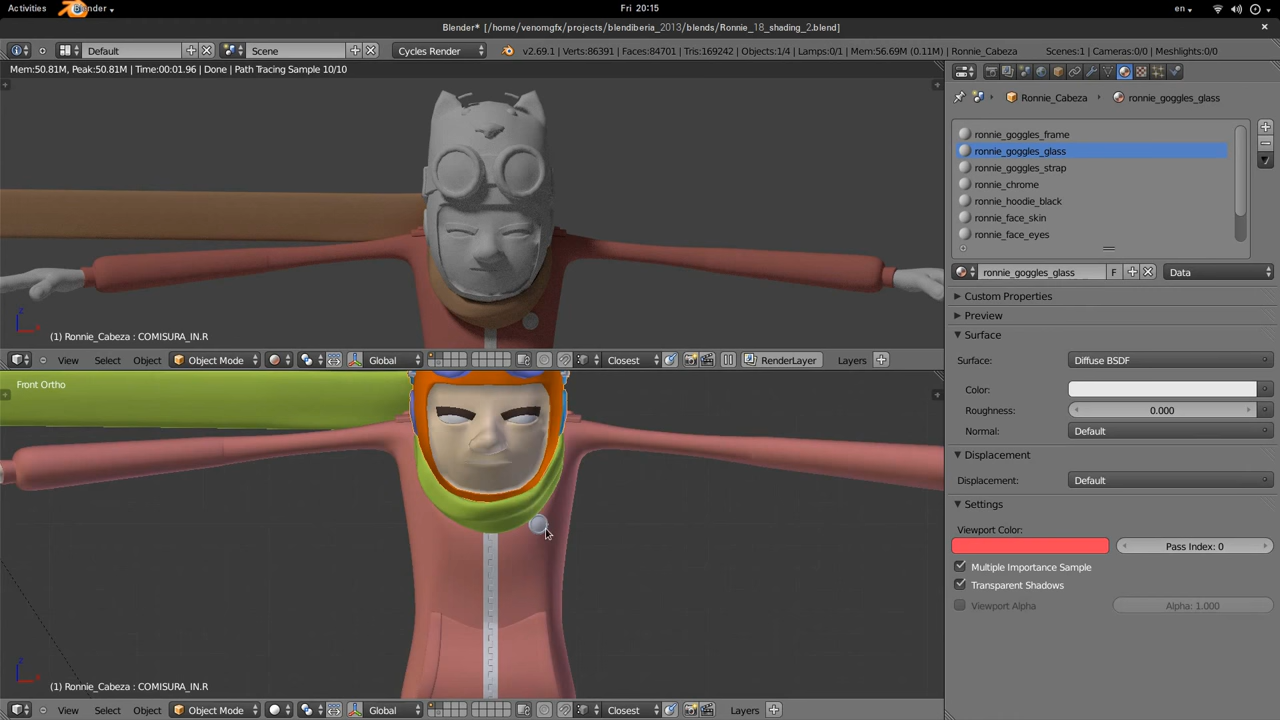 Activities Blender Fri 20:15 en
Blender* [/home/venomgfx/projects/blendiberia_2013/blends/Ronnie_18_shading_2.blend]
Default Scene Cycles Render v2.69.1 | Verts:86391 | Faces:84701 | Tris:169242 | Objects:1/4 | Lamps:0/1 | Mem:56.69M (0.11M) | Ronnie_Cabeza Scenes:1 | Cameras:0/0 | Meshlights:0/0
Mem:50.81M, Peak:50.81M | Time:00:01.96 | Done | Path Tracing Sample 10/10
Ronnie_Cabeza ronnie_goggles_glass
ronnie_goggles_frame
ronnie_goggles_glass
ronnie_goggles_strap
ronnie_chrome
ronnie_hoodie_black
ronnie_face_skin
ronnie_face_eyes
ronnie_goggles_glass F Data
Custom Properties
Preview
Surface
Surface: Diffuse BSDF
Color:
Roughness: 0.000
Normal: Default
Displacement
Displacement: Default
Settings
Viewport Color:
Pass Index: 0
Multiple Importance Sample
Transparent Shadows
Viewport Alpha Alpha: 1.000
(1) Ronnie_Cabeza : COMISURA_IN.R
View Select Object Object Mode Global Closest RenderLayer Layers
Front Ortho
(1) Ronnie_Cabeza : COMISURA_IN.R
View Select Object Object Mode Global Closest Layers